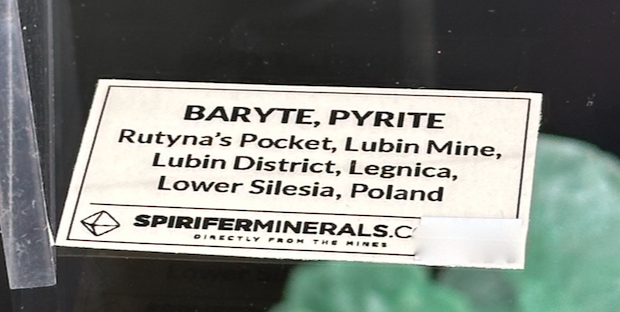 BARYTE, PYRITE
Rutyna's Pocket, Lubin Mine,
Lubin District, Legnica,
Lower Silesia, Poland
SPIRIFERMINERALS.C
DIRECTLY FROM THE MINES